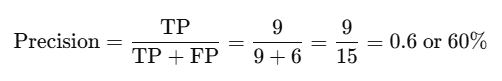 Precision = TP / (TP + FP) = 9 / (9 + 6) = 9 / 15 = 0.6 or 60%